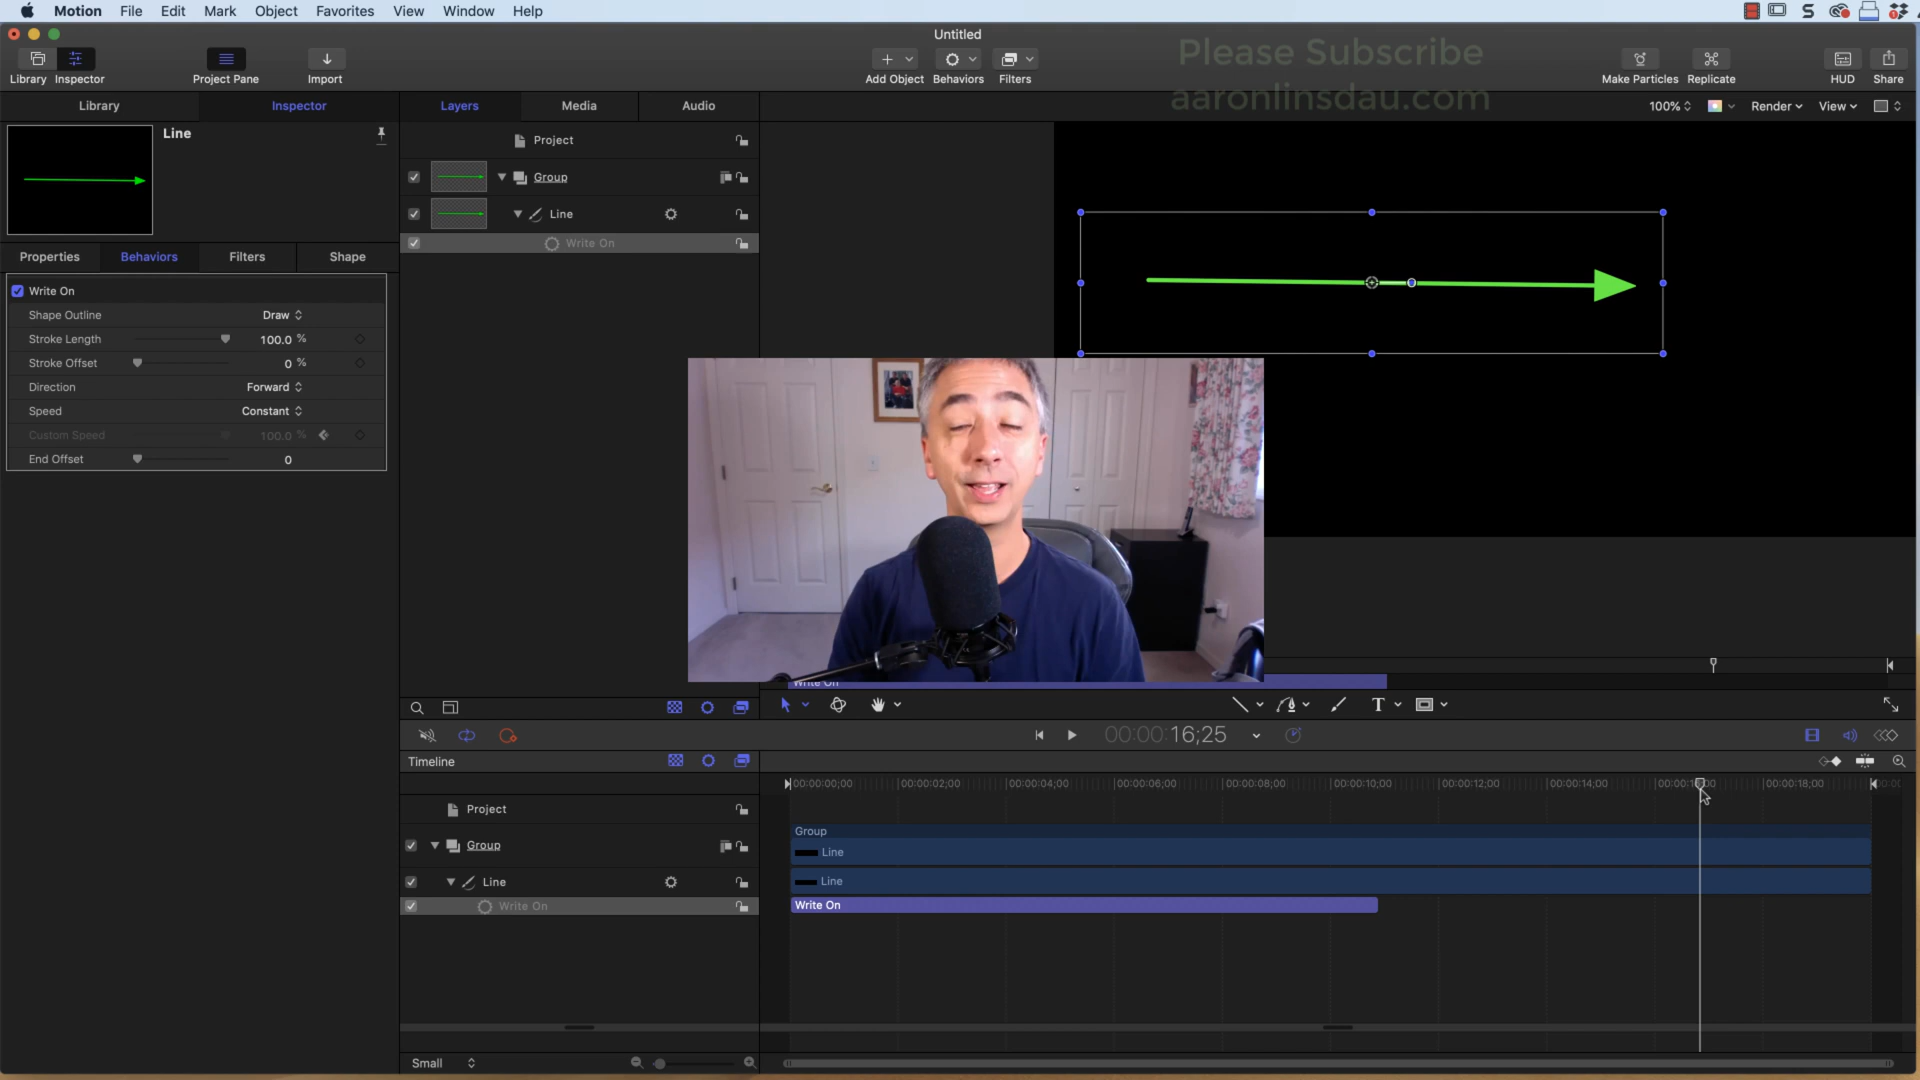 Motion File Edit Mark Object Favorites View Window Help
Untitled
Please Subscribe
aaronlinsdau.com
Library Inspector Project Pane Import Add Object Behaviors Filters Make Particles Replicate HUD Share
Library Inspector Layers Media Audio 100% Render View
Line
Project
Group
Line
Write On
Properties Behaviors Filters Shape
Write On
Shape Outline Draw
Stroke Length 100.0 %
Stroke Offset 0 %
Direction Forward
Speed Constant
Custom Speed 100.0 %
End Offset 0
Write On
T
00:00:16;25
Timeline
00:00:00;00 00:00:02;00 00:00:04;00 00:00:06;00 00:00:08;00 00:00:10;00 00:00:12;00 00:00:14;00 00:00:18;00
Project
Group
Group
Line
Line
Line
Write On
Write On
Small